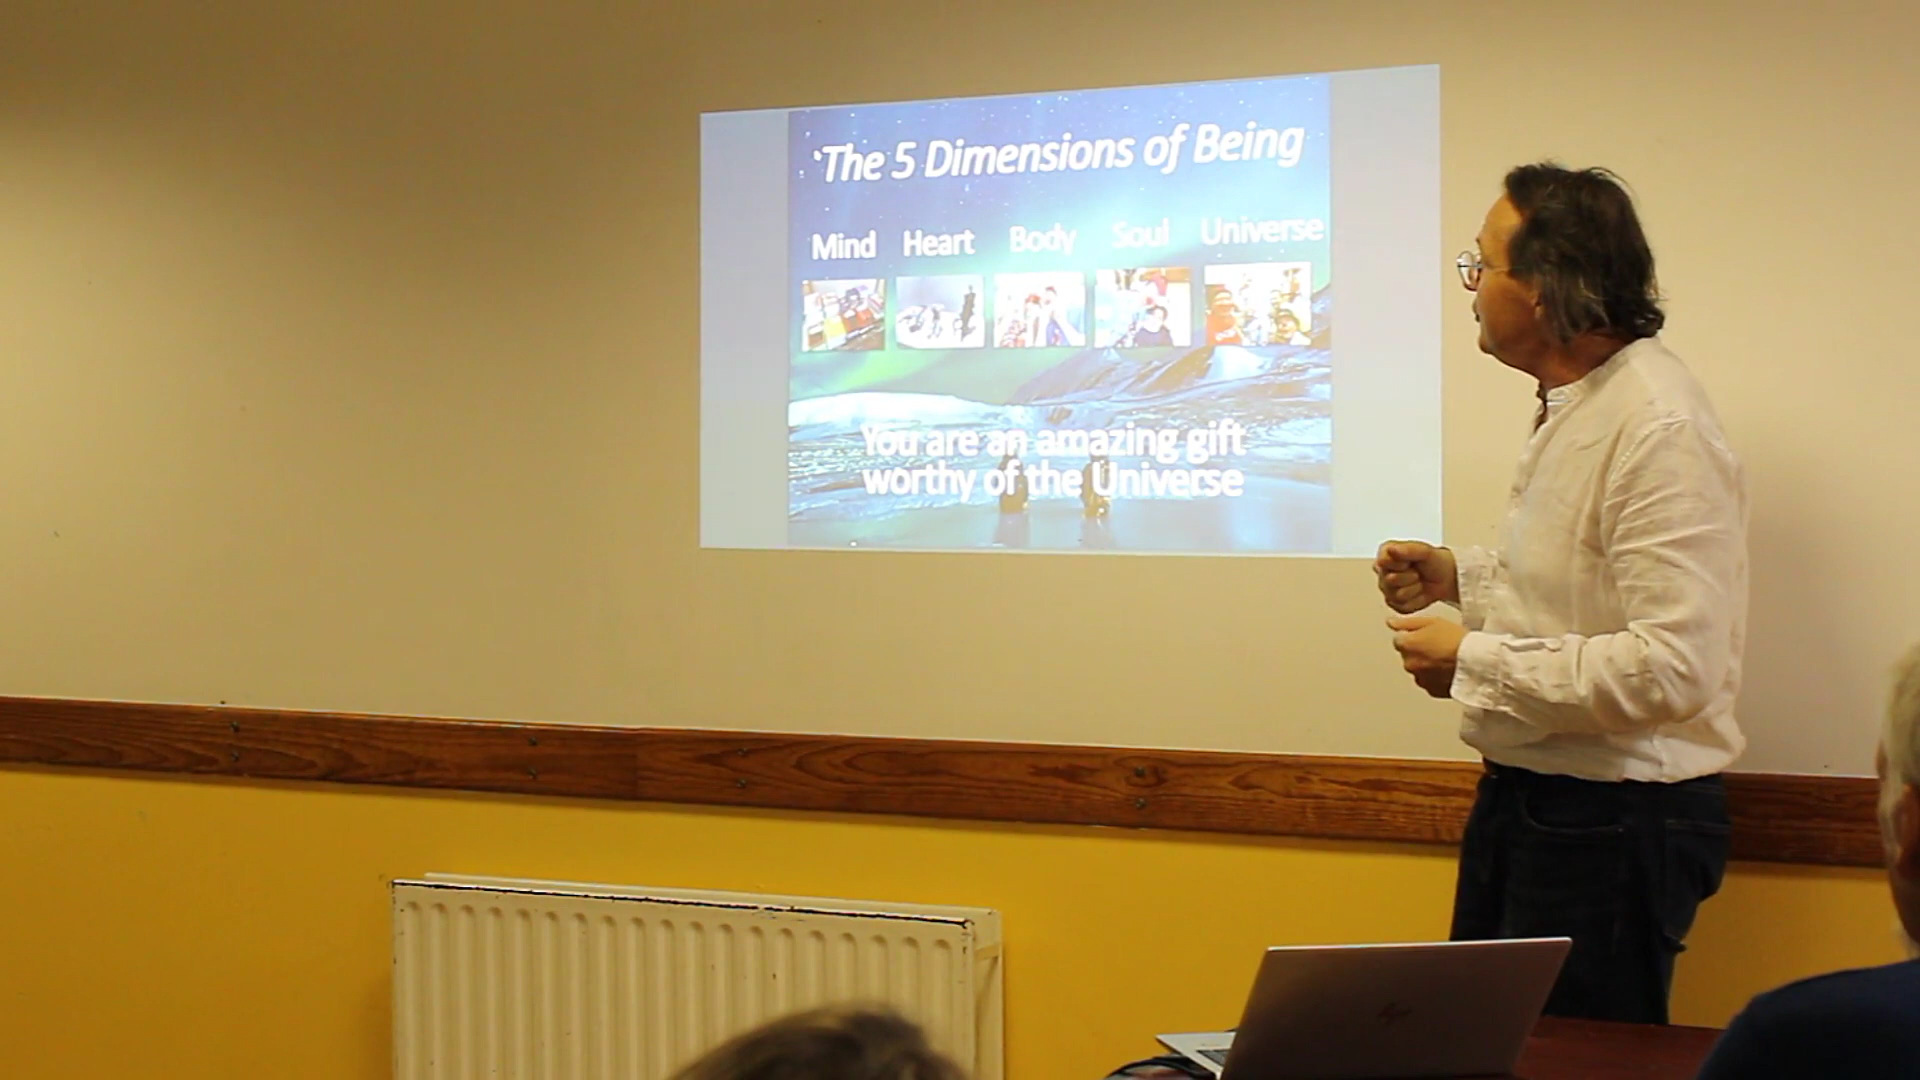 'The 5 Dimensions of Being
Mind Heart Body Soul Universe
You are an amazing gift
worthy of the Universe
hp